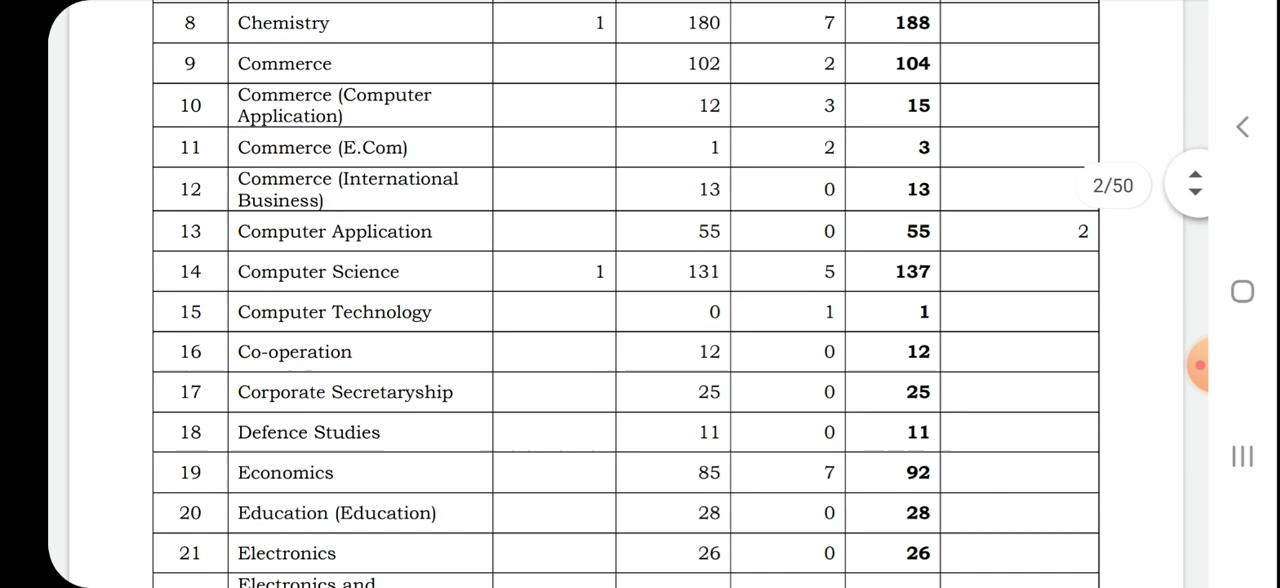 8 Chemistry 1 180 7 188
9 Commerce 102 2 104
10 Commerce (Computer
Application) 12 3 15
11 Commerce (E.Com) 1 2 3
12 Commerce (International
Business) 13 0 13
2/50
13 Computer Application 55 0 55 2
14 Computer Science 1 131 5 137
15 Computer Technology 0 1 1
16 Co-operation 12 0 12
17 Corporate Secretaryship 25 0 25
18 Defence Studies 11 0 11
19 Economics 85 7 92
20 Education (Education) 28 0 28
21 Electronics 26 0 26
Electronics and